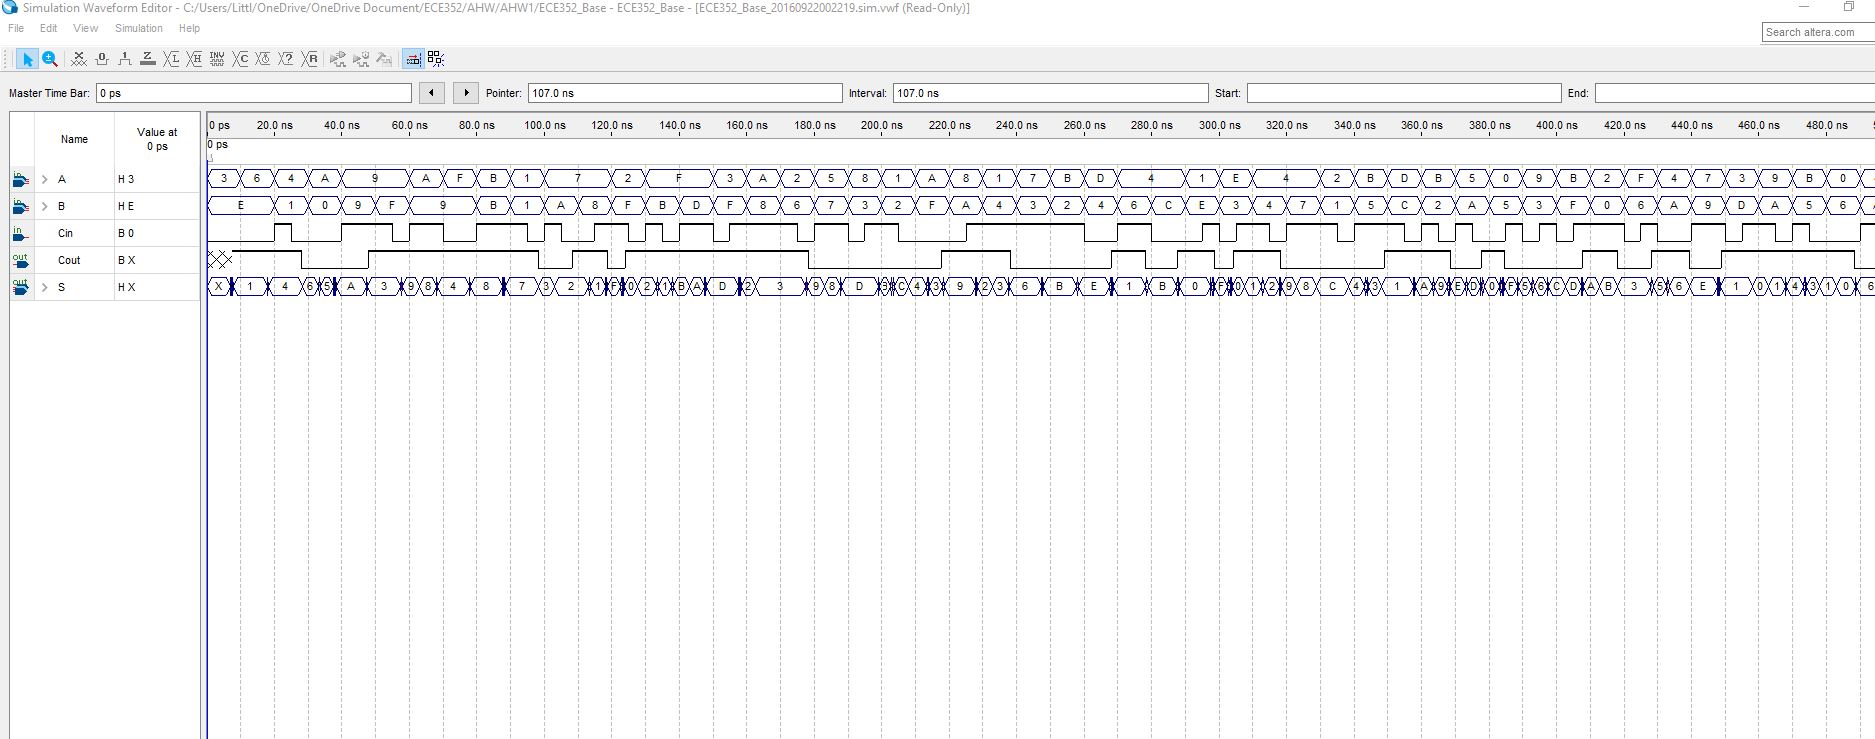 Simulation Waveform Editor - C:/Users/Littl/OneDrive/OneDrive Document/ECE352/AHW/AHW1/ECE352_Base - ECE352_Base - [ECE352_Base_20160922002219.sim.vwf (Read-Only)]
File Edit View Simulation Help
Search altera.com
Master Time Bar: 0 ps Pointer: 107.0 ns Interval: 107.0 ns Start: End:
Name Value at 0 ps
0 ps 20.0 ns 40.0 ns 60.0 ns 80.0 ns 100.0 ns 120.0 ns 140.0 ns 160.0 ns 180.0 ns 200.0 ns 220.0 ns 240.0 ns 260.0 ns 280.0 ns 300.0 ns 320.0 ns 340.0 ns 360.0 ns 380.0 ns 400.0 ns 420.0 ns 440.0 ns 460.0 ns 480.0 ns
0 ps
A H 3 3 6 4 A 9 A F B 1 7 2 F 3 A 2 5 8 1 A 8 1 7 B D 4 1 E 4 2 B D B 5 0 9 B 2 F 4 7 3 9 B 0
B H E E 1 0 9 F 9 B 1 A 8 F B D F 8 6 7 3 2 F A 4 3 2 4 6 C E 3 4 7 1 5 C 2 A 5 3 F 0 6 A 9 D A 5 6
Cin B 0
Cout B X
S H X X 1 4 6 5 A 3 9 8 4 8 7 3 2 1 F 0 2 1 B A D 2 3 9 8 D C 4 3 9 2 3 6 B E 1 B 0 F 0 1 2 9 8 C 4 3 1 A 9 E D 0 F 5 6 C D A B 3 5 6 E 1 0 1 4 3 1 0 6